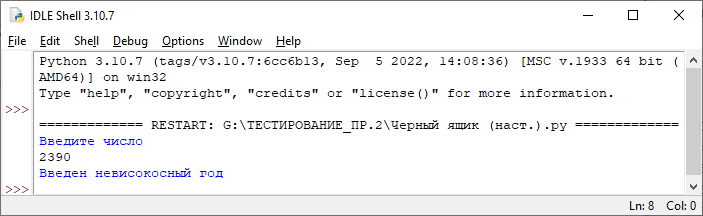 IDLE Shell 3.10.7
File Edit Shell Debug Options Window Help
Python 3.10.7 (tags/v3.10.7:6cc6b13, Sep  5 2022, 14:08:36) [MSC v.1933 64 bit (
AMD64)] on win32
Type "help", "copyright", "credits" or "license()" for more information.
>>>
============= RESTART: G:\ТЕСТИРОВАНИЕ_ПР.2\Черный ящик (наст.).py =============
Введите число
2390
Введен невисокосный год
>>>
Ln: 8 Col: 0